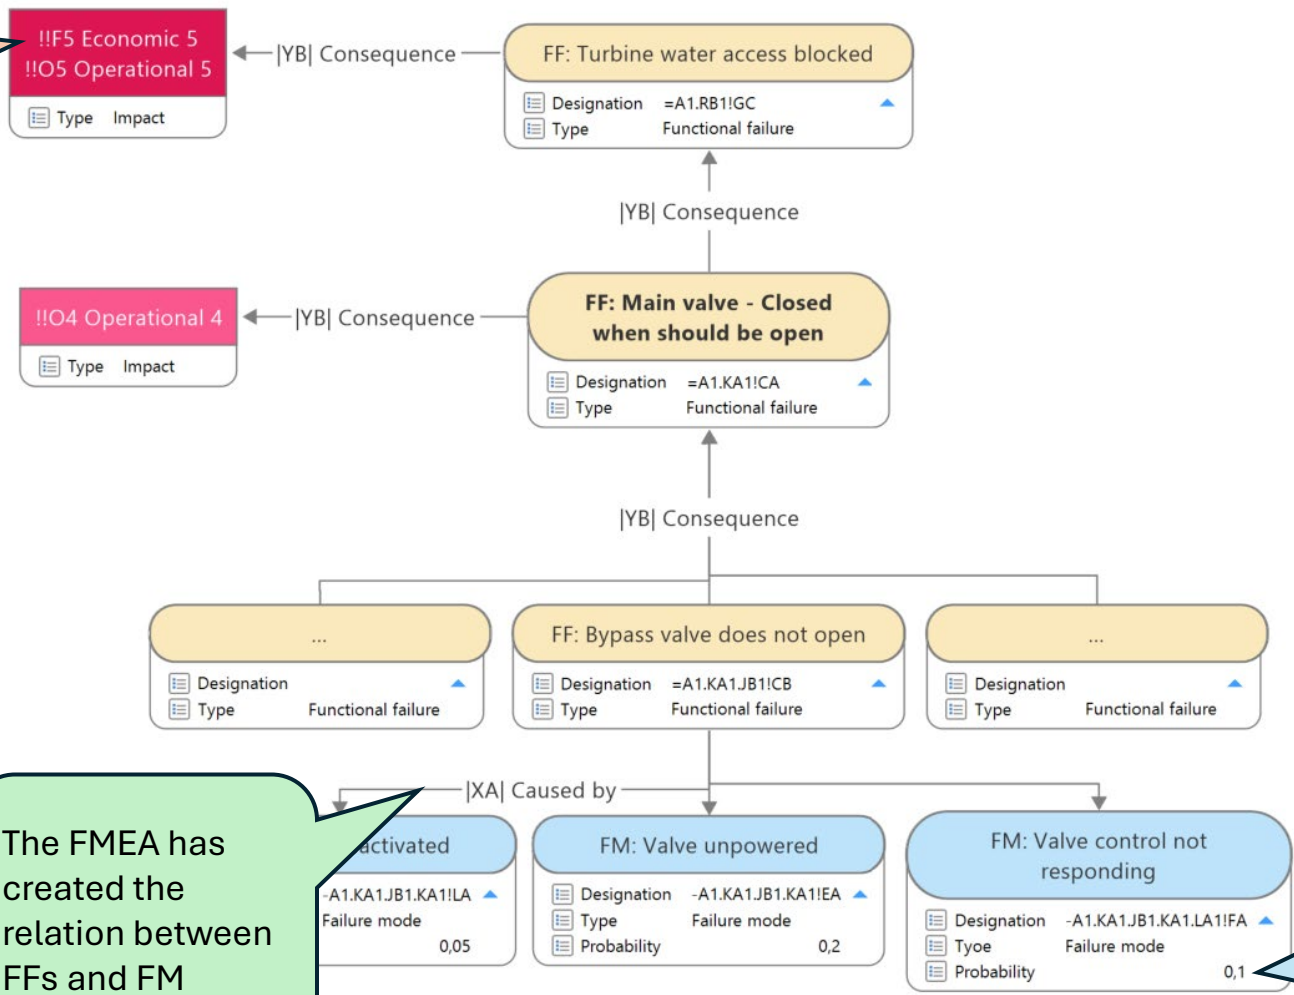 !!F5 Economic 5
!!O5 Operational 5
Type Impact
|YB| Consequence
FF: Turbine water access blocked
Designation =A1.RB1!GC
Type Functional failure
|YB| Consequence
!!O4 Operational 4
Type Impact
|YB| Consequence
FF: Main valve - Closed
when should be open
Designation =A1.KA1!CA
Type Functional failure
|YB| Consequence
...
Designation
Type Functional failure
FF: Bypass valve does not open
Designation =A1.KA1.JB1!CB
Type Functional failure
...
Designation
Type Functional failure
|XA| Caused by
The FMEA has
created the
relation between
FFs and FM
activated
-A1.KA1.JB1.KA1!LA
Failure mode
0,05
FM: Valve unpowered
Designation -A1.KA1.JB1.KA1!EA
Type Failure mode
Probability 0,2
FM: Valve control not
responding
Designation -A1.KA1.JB1.KA1.LA1!FA
Tyoe Failure mode
Probability 0,1